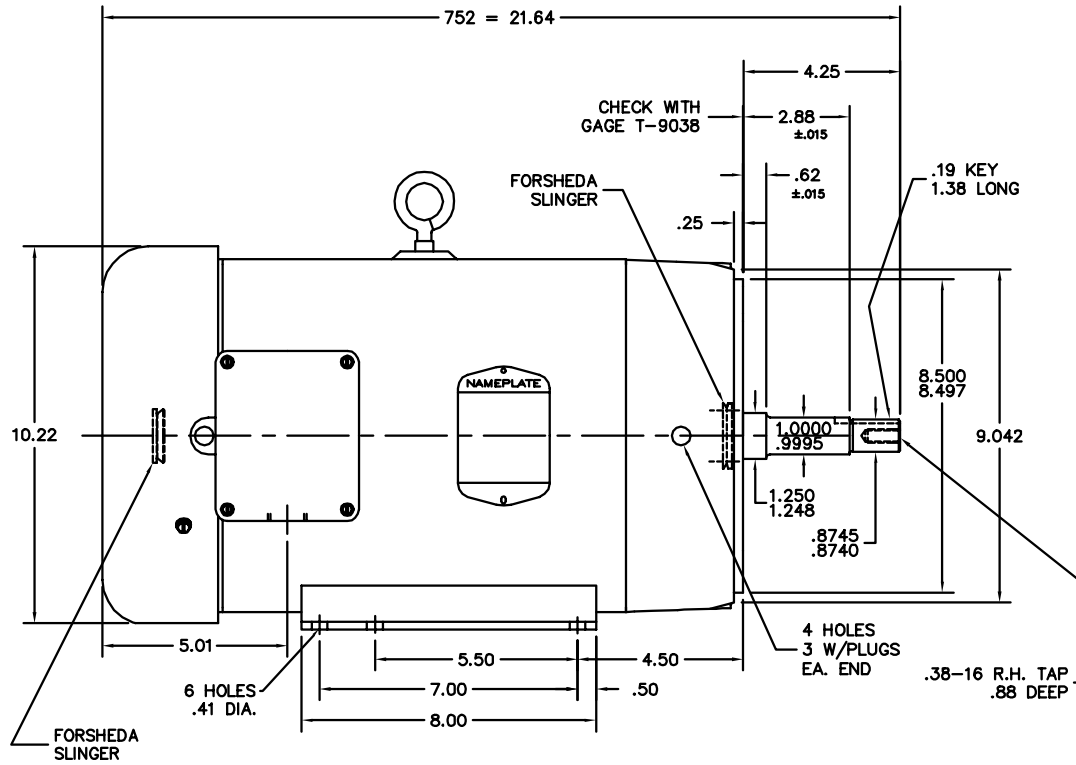 752 = 21.64
4.25
CHECK WITH
GAGE T-9038
2.88
±.015
FORSHEDA
SLINGER
.62
±.015
.19 KEY
1.38 LONG
.25
NAMEPLATE
8.500
8.497
10.22
1.0000
.9995
9.042
1.250
1.248
.8745
.8740
5.01
5.50
4.50
4 HOLES
3 W/PLUGS
EA. END
6 HOLES
.41 DIA.
7.00
.50
.38-16 R.H. TAP
.88 DEEP
8.00
FORSHEDA
SLINGER